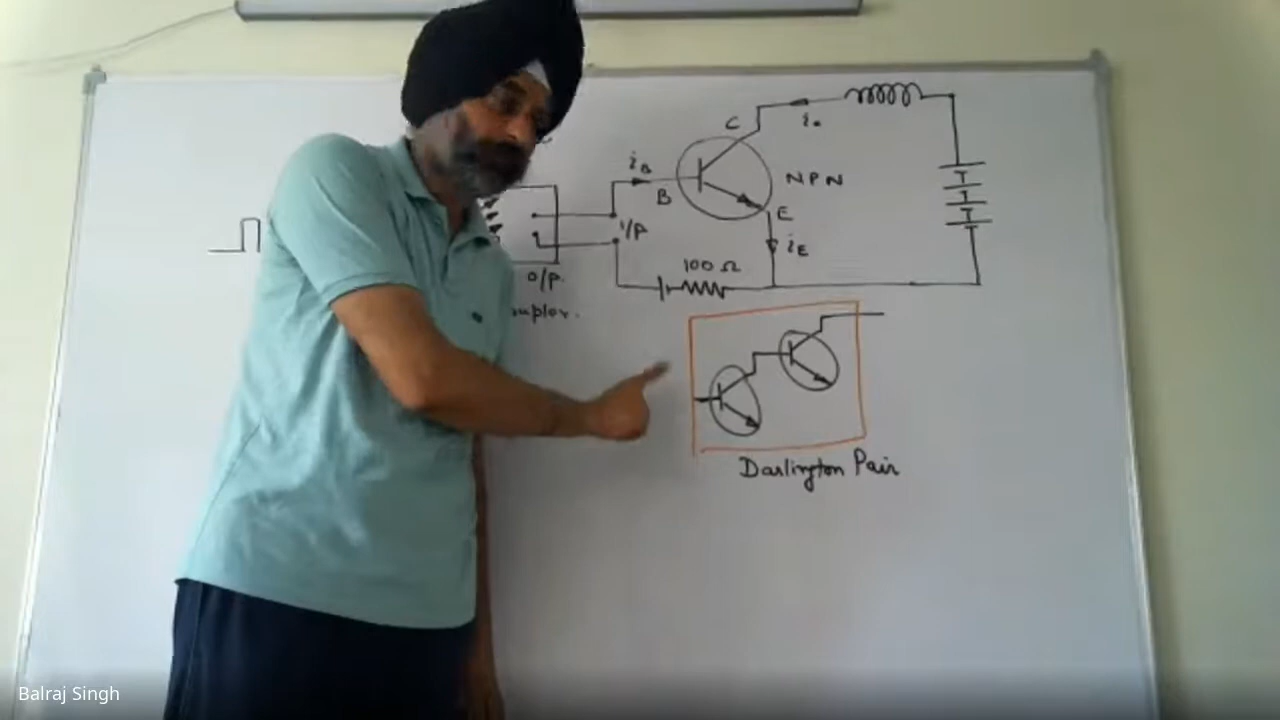 C
i.
iB
NPN
B
E
I/P
iE
100 Ω
O/P.
Darlington Pair
Balraj Singh